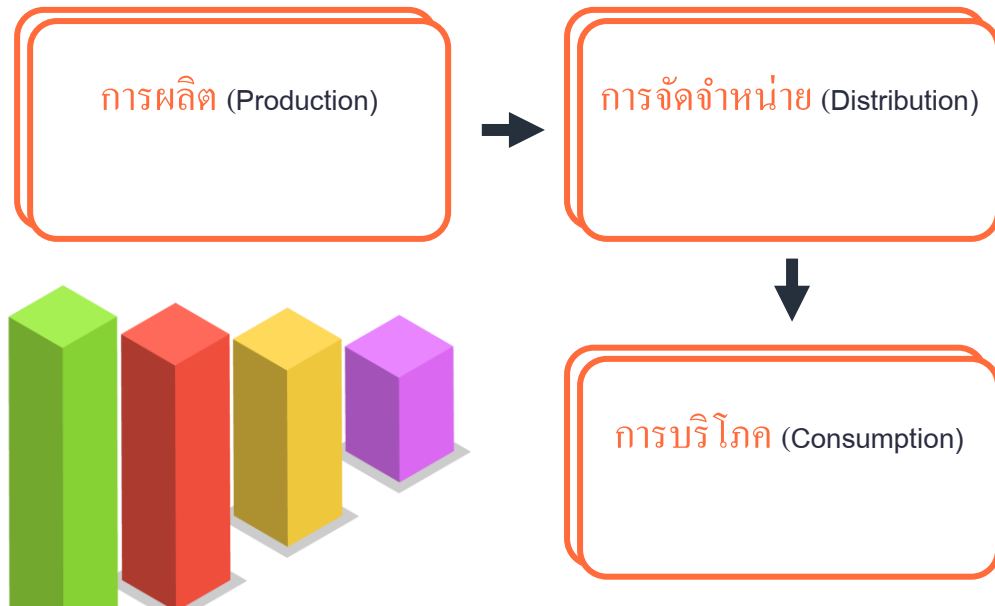 การผลิต (Production)
การจัดจำหน่าย (Distribution)
การบริโภค (Consumption)